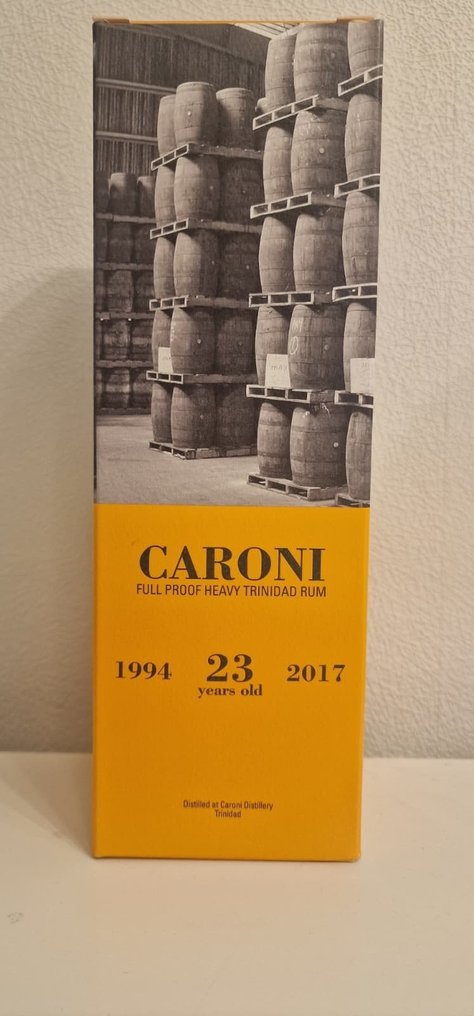 CARONI
FULL PROOF HEAVY TRINIDAD RUM
1994 23 2017
years old
Distilled at Caroni Distillery
Trinidad